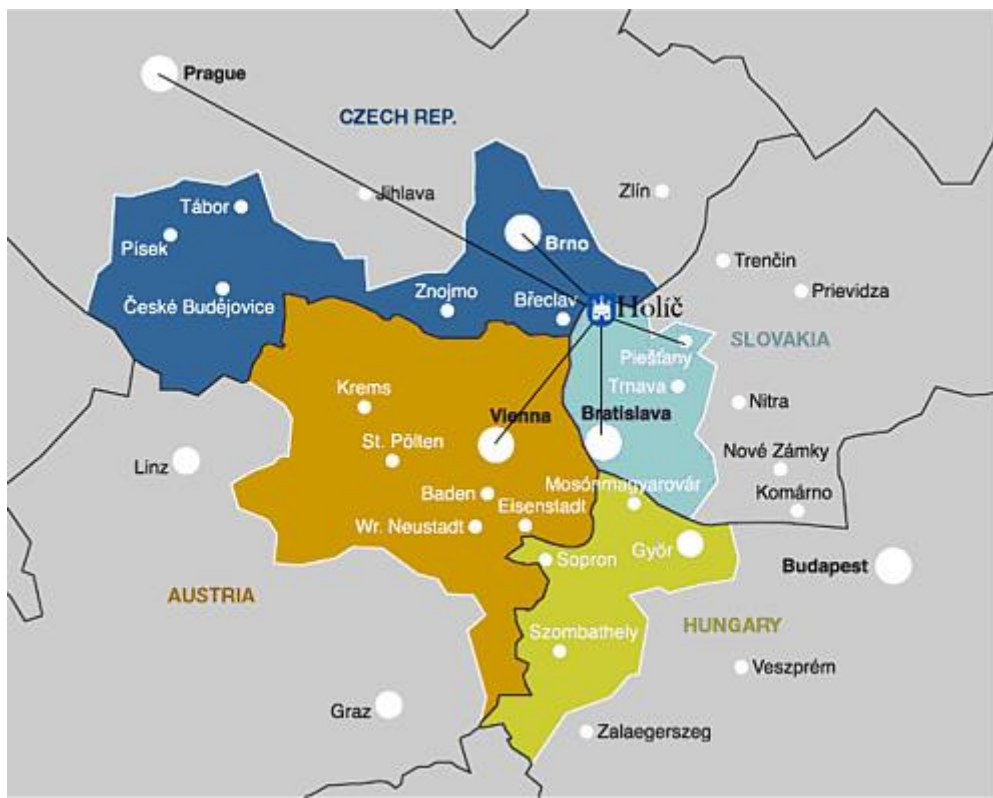 Prague
CZECH REP.
Jihlava
Zlín
Tábor
Písek
Brno
Trenčin
České Budějovice
Znojmo
Břeclav
Holíč
Prievidza
Piešťany
SLOVAKIA
Krems
Trnava
Nitra
Vienna
Bratislava
St. Pölten
Linz
Nové Zámky
Baden
Mosónmagyarovár
Komárno
Eisenstadt
Wr. Neustadt
Győr
Sopron
Budapest
AUSTRIA
HUNGARY
Szombathely
Veszprém
Graz
Zalaegerszeg